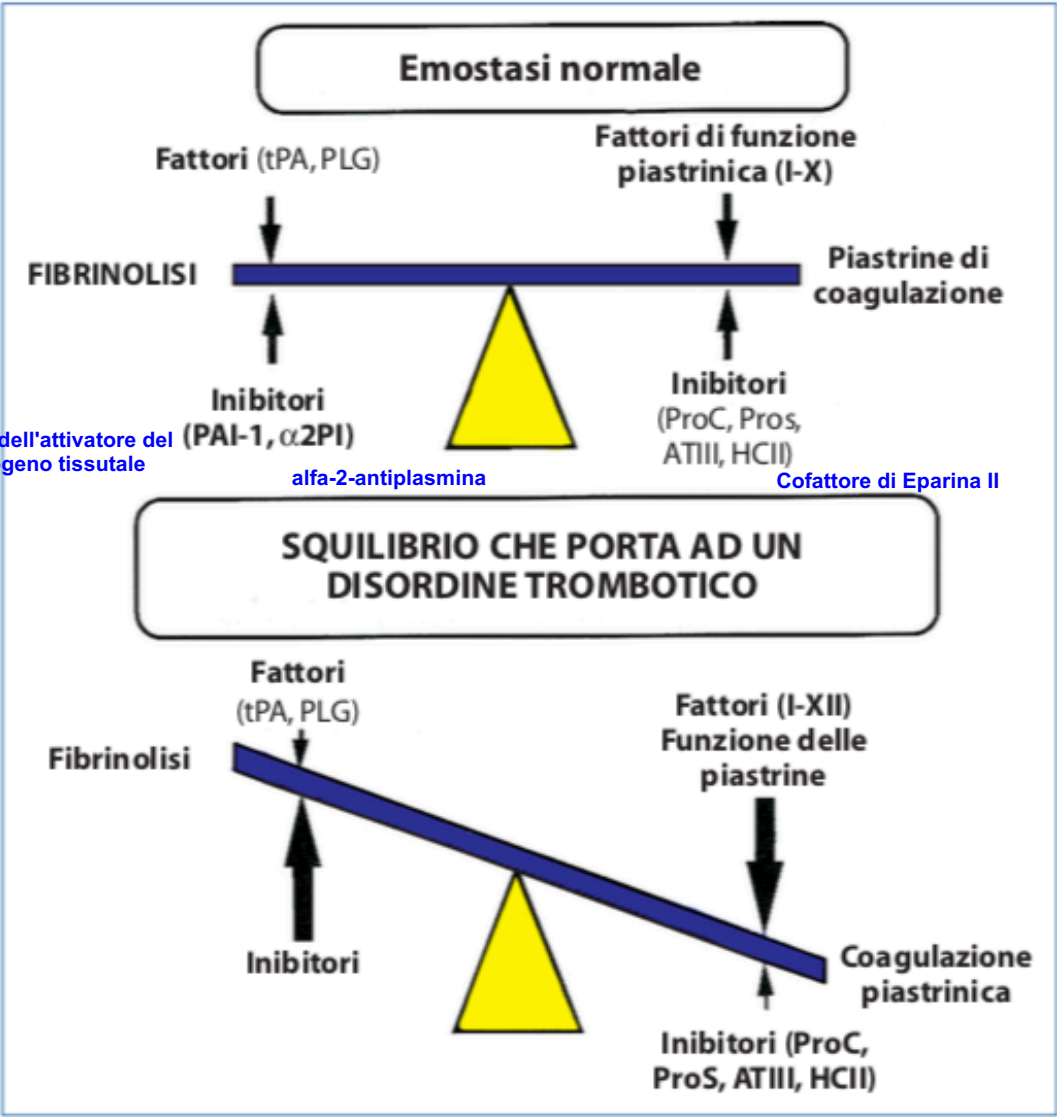 Emostasi normale
Fattori (tPA, PLG)
Fattori di funzione
piastrinica (I-X)
FIBRINOLISI
Piastrine di
coagulazione
Inibitori
(PAI-1, α2PI)
dell'attivatore del
geno tissutale
alfa-2-antiplasmina
Inibitori
(ProC, Pros,
ATIII, HCII)
Cofattore di Eparina II
SQUILIBRIO CHE PORTA AD UN
DISORDINE TROMBOTICO
Fattori
(tPA, PLG)
Fattori (I-XII)
Funzione delle
piastrine
Fibrinolisi
Inibitori
Coagulazione
piastrinica
Inibitori (ProC,
ProS, ATIII, HCII)